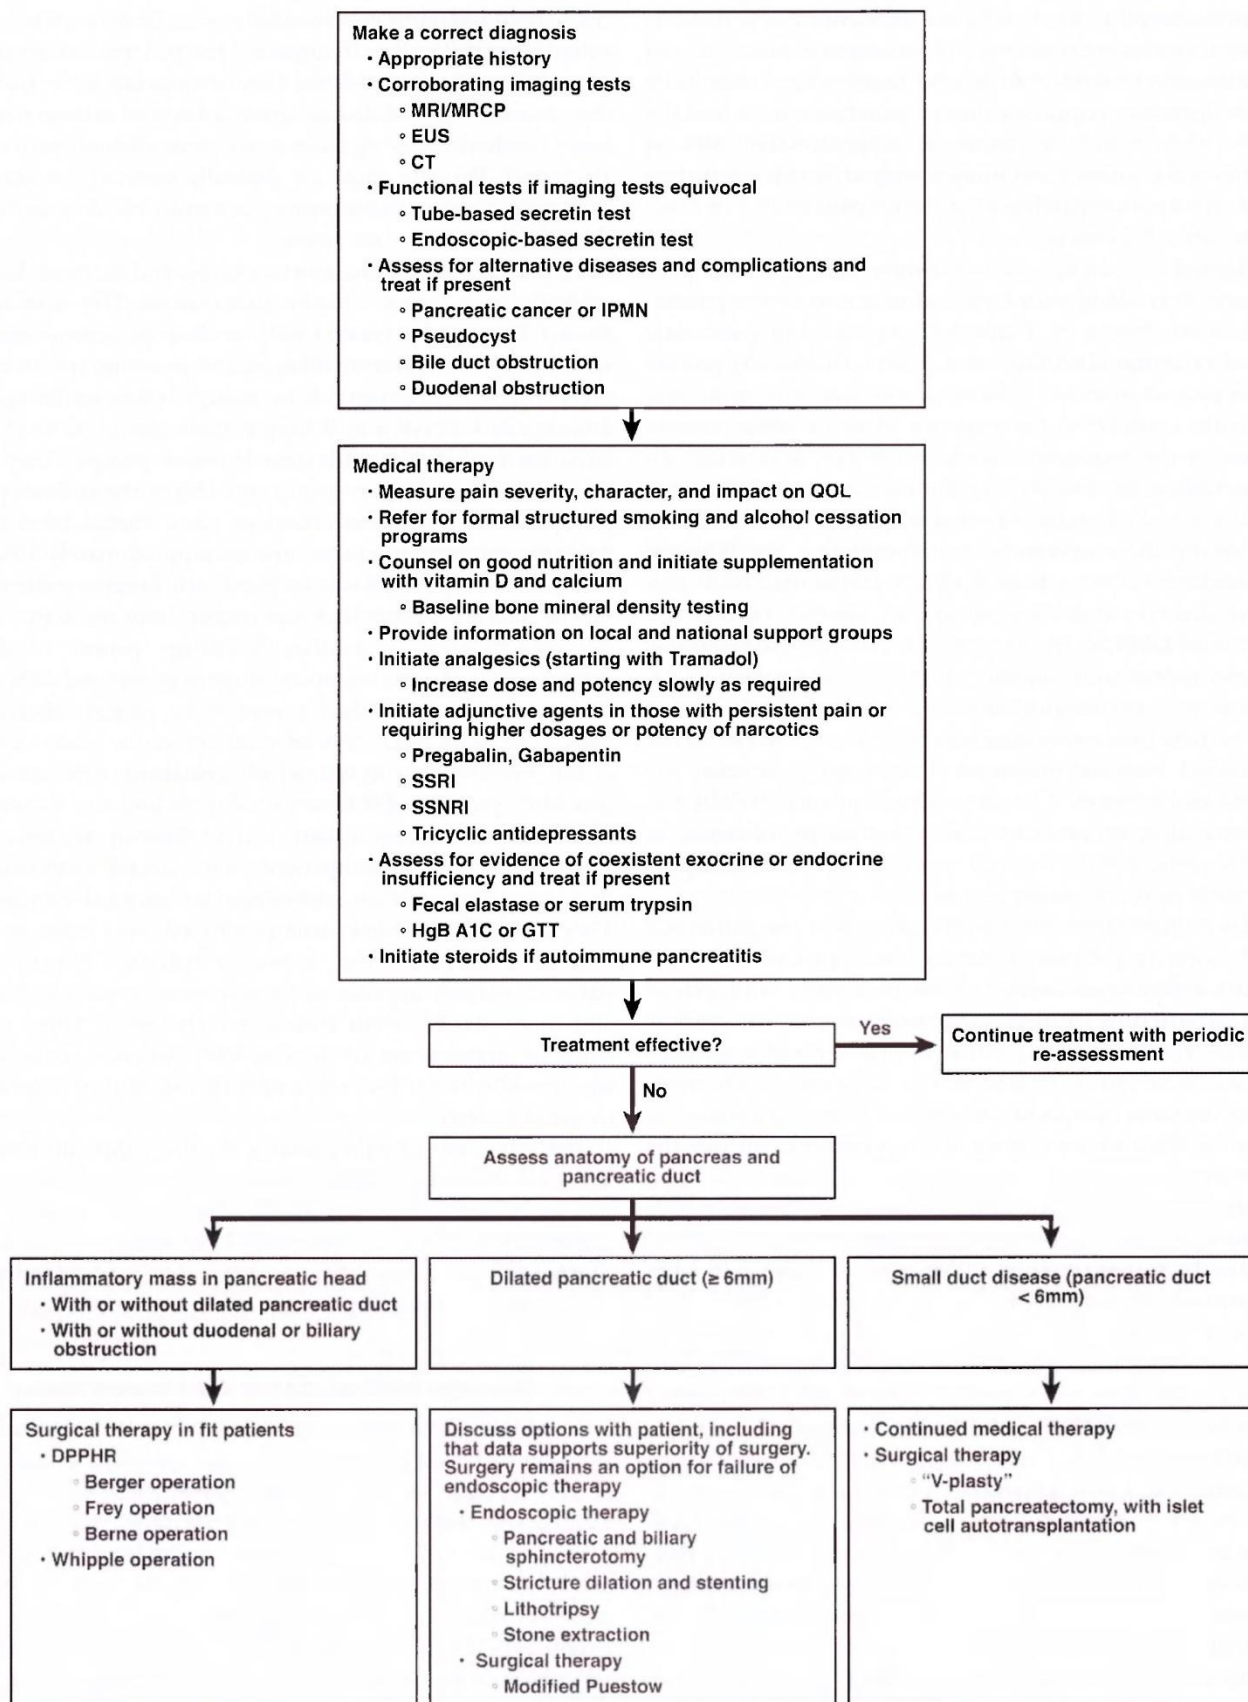 Make a correct diagnosis
• Appropriate history
• Corroborating imaging tests
◦ MRI/MRCP
◦ EUS
◦ CT
• Functional tests if imaging tests equivocal
◦ Tube-based secretin test
◦ Endoscopic-based secretin test
• Assess for alternative diseases and complications and
treat if present
◦ Pancreatic cancer or IPMN
◦ Pseudocyst
◦ Bile duct obstruction
◦ Duodenal obstruction
Medical therapy
• Measure pain severity, character, and impact on QOL
• Refer for formal structured smoking and alcohol cessation
programs
• Counsel on good nutrition and initiate supplementation
with vitamin D and calcium
◦ Baseline bone mineral density testing
• Provide information on local and national support groups
• Initiate analgesics (starting with Tramadol)
◦ Increase dose and potency slowly as required
• Initiate adjunctive agents in those with persistent pain or
requiring higher dosages or potency of narcotics
◦ Pregabalin, Gabapentin
◦ SSRI
◦ SSNRI
◦ Tricyclic antidepressants
• Assess for evidence of coexistent exocrine or endocrine
insufficiency and treat if present
◦ Fecal elastase or serum trypsin
◦ HgB A1C or GTT
• Initiate steroids if autoimmune pancreatitis
Treatment effective?
Yes
Continue treatment with periodic
re-assessment
No
Assess anatomy of pancreas and
pancreatic duct
Inflammatory mass in pancreatic head
• With or without dilated pancreatic duct
• With or without duodenal or biliary
obstruction
Dilated pancreatic duct (≥ 6mm)
Small duct disease (pancreatic duct
< 6mm)
Surgical therapy in fit patients
• DPPHR
◦ Berger operation
◦ Frey operation
◦ Berne operation
• Whipple operation
Discuss options with patient, including
that data supports superiority of surgery.
Surgery remains an option for failure of
endoscopic therapy
• Endoscopic therapy
◦ Pancreatic and biliary
sphincterotomy
◦ Stricture dilation and stenting
◦ Lithotripsy
◦ Stone extraction
• Surgical therapy
◦ Modified Puestow
• Continued medical therapy
• Surgical therapy
◦ "V-plasty"
◦ Total pancreatectomy, with islet
cell autotransplantation